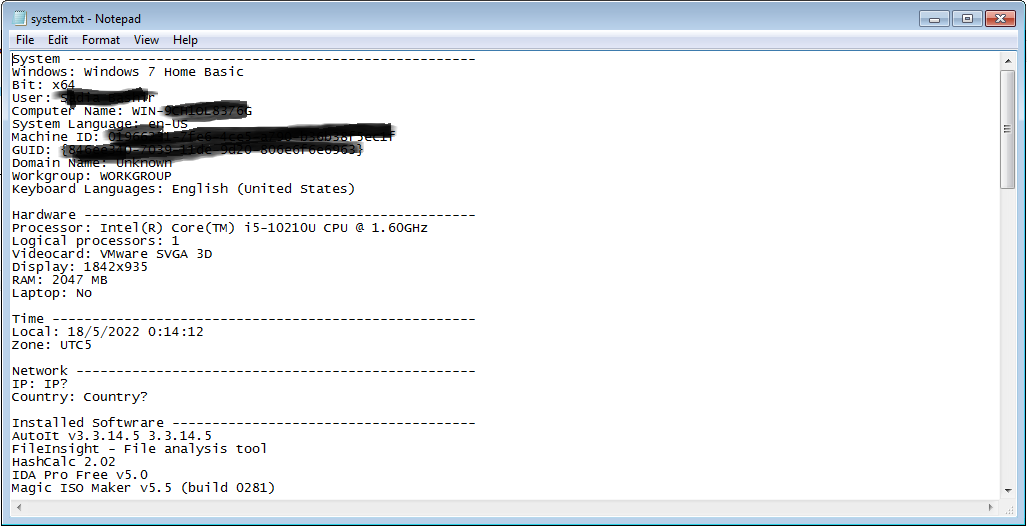 system.txt - Notepad
File Edit Format View Help
System ---------------------------------------------------
Windows: Windows 7 Home Basic
Bit: x64
User:
Computer Name: WIN-
System Language: en-US
Machine ID:
GUID:
Domain Name: Unknown
Workgroup: WORKGROUP
Keyboard Languages: English (United States)
Hardware -------------------------------------------------
Processor: Intel(R) Core(TM) i5-10210U CPU @ 1.60GHz
Logical processors: 1
Videocard: VMware SVGA 3D
Display: 1842x935
RAM: 2047 MB
Laptop: No
Time -----------------------------------------------------
Local: 18/5/2022 0:14:12
Zone: UTC5
Network --------------------------------------------------
IP: IP?
Country: Country?
Installed Softwrare --------------------------------------
AutoIt v3.3.14.5 3.3.14.5
FileInsight - File analysis tool
HashCalc 2.02
IDA Pro Free v5.0
Magic ISO Maker v5.5 (build 0281)